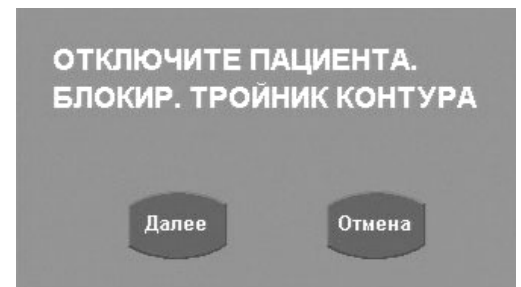 ОТКЛЮЧИТЕ ПАЦИЕНТА.
БЛОКИР. ТРОЙНИК КОНТУРА
Далее
Отмена